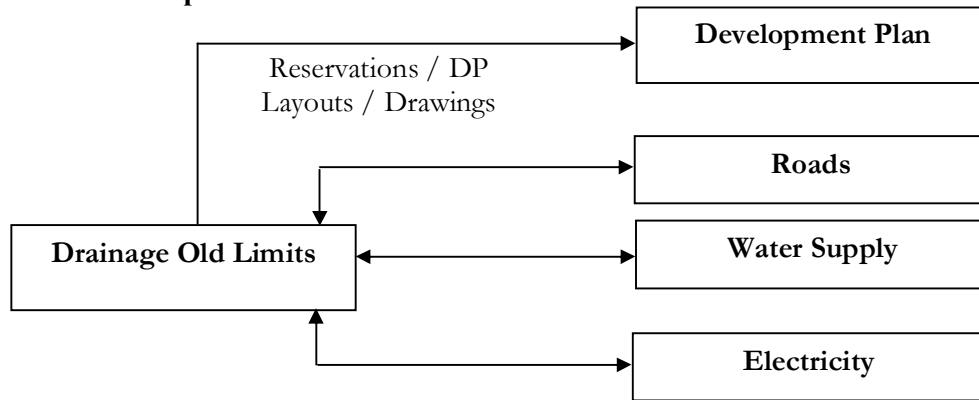 Development Plan
Reservations / DP
Layouts / Drawings
Roads
Drainage Old Limits
Water Supply
Electricity